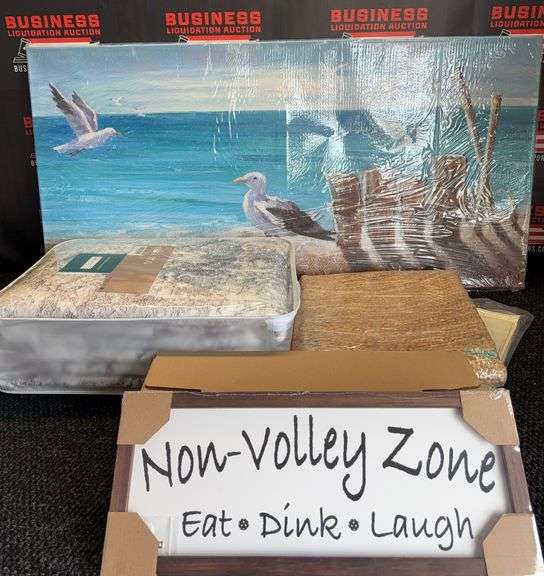 BUSINESS
LIQUIDATION AUCTION
BUSINESS
LIQUIDATION AUCTION
BUSINESS
LIQUIDATION AUCTION
BUSINESS
LIQUIDATION AUCTION
Non-Volley Zone
Eat • Dink • Laugh